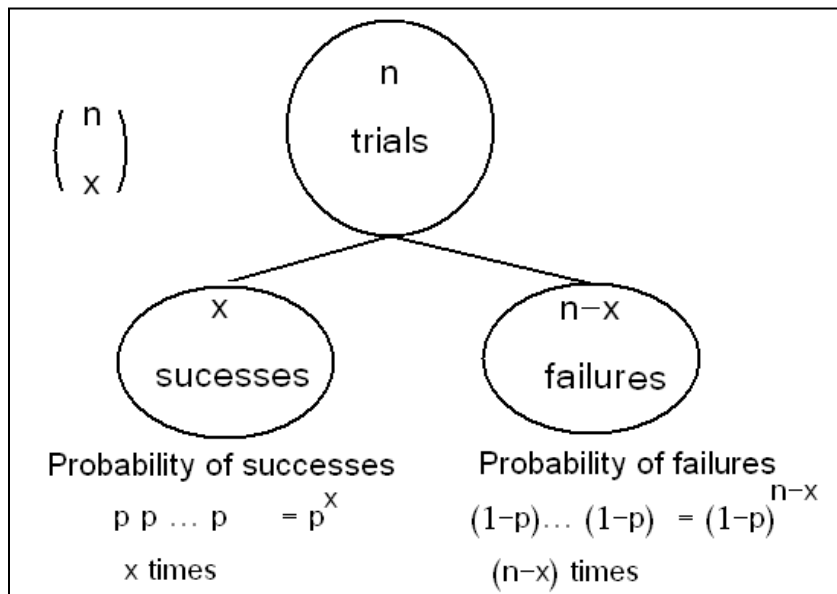 n
trials
( n
x )
x
sucesses
n−x
failures
Probability of successes
p p ... p = p^x
x times
Probability of failures
(1−p)... (1−p) = (1−p)^n−x
(n−x) times